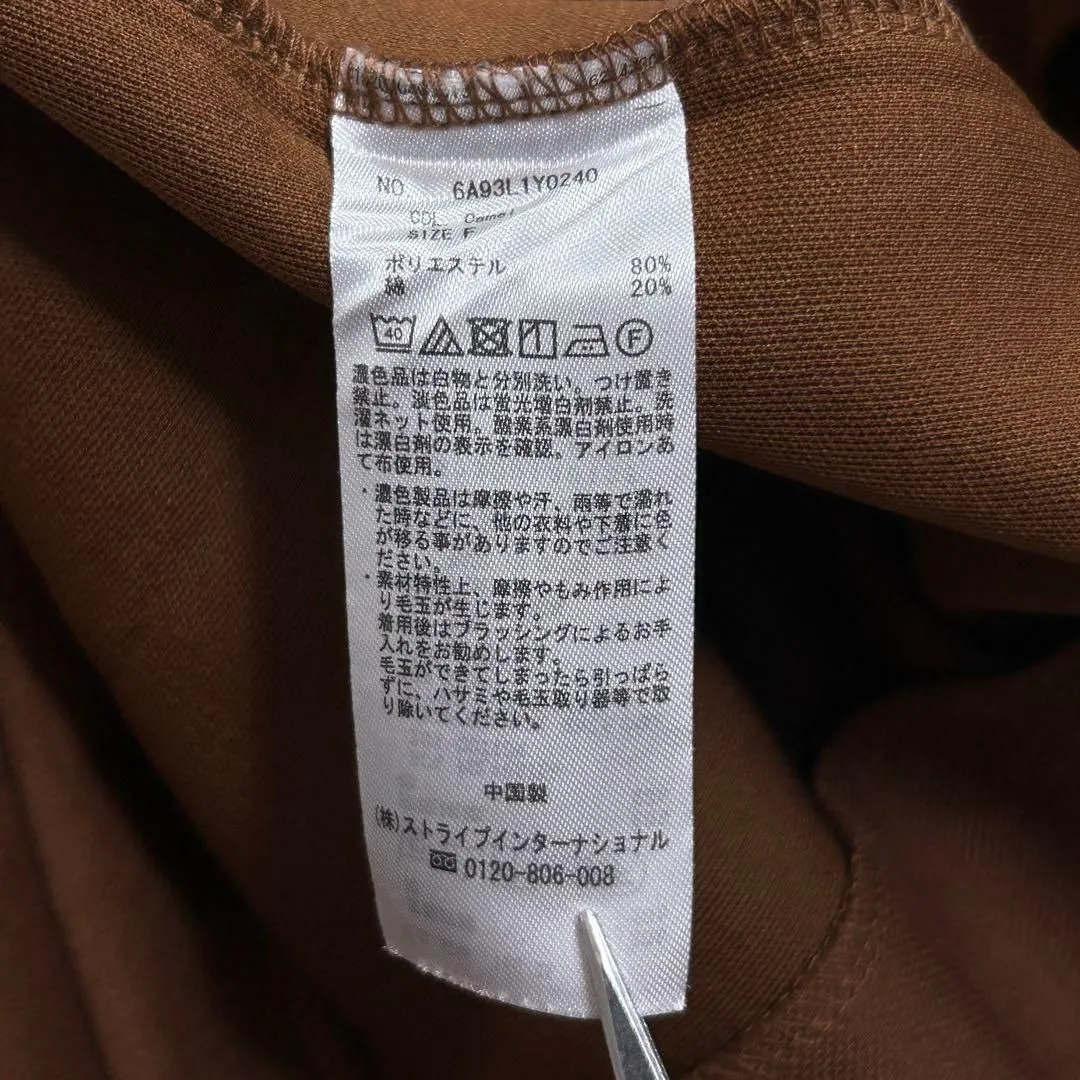 NO 6A93L1Y0240
COL. Camel
SIZE F
ポリエステル 80%
綿 20%
40 F
濃色品は白物と分別洗い。つけ置き
禁止。淡色品は蛍光増白剤禁止。洗
濯ネット使用。酸素系漂白剤使用時
は漂白剤の表示を確認。アイロンあ
て布使用。
・濃色製品は摩擦や汗、雨等で濡れ
た時などに、他の衣料や下着に色
が移る事がありますのでご注意く
ださい。
・素材特性上、摩擦やもみ作用によ
り毛玉が生じます。
着用後はブラッシングによるお手
入れをお勧めします。
毛玉ができてしまったら引っぱら
ずに、ハサミや毛玉取り器等で取
り除いてください。
中国製
(株)ストライプインターナショナル
0120-806-008